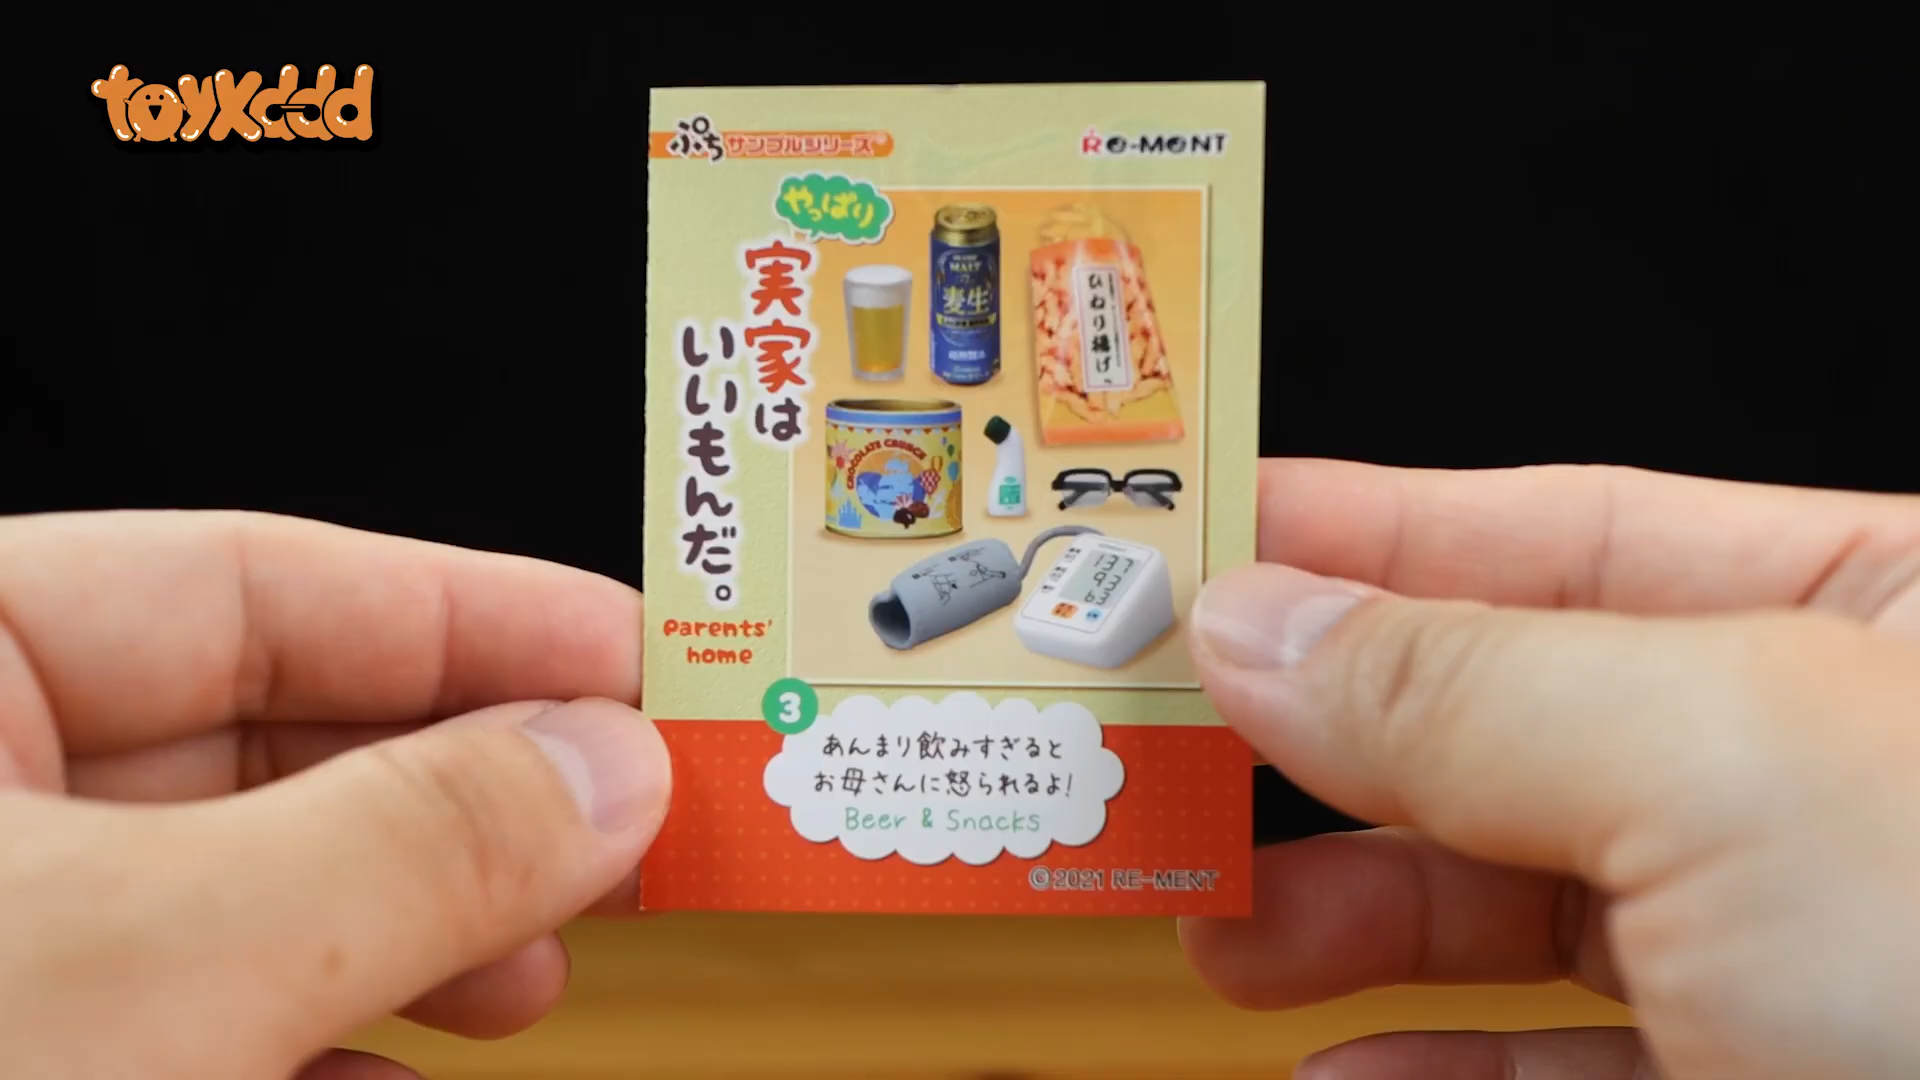 toyxddd
ぷちサンプルシリーズ
RE-MENT
やっぱり
実家は
いいもんだ。
parents'
home
MALT
麦生
ひねり揚げ
CHOCOLATE CRUNCH
3
あんまり飲みすぎると
お母さんに怒られるよ!
Beer & Snacks
©2021 RE-MENT